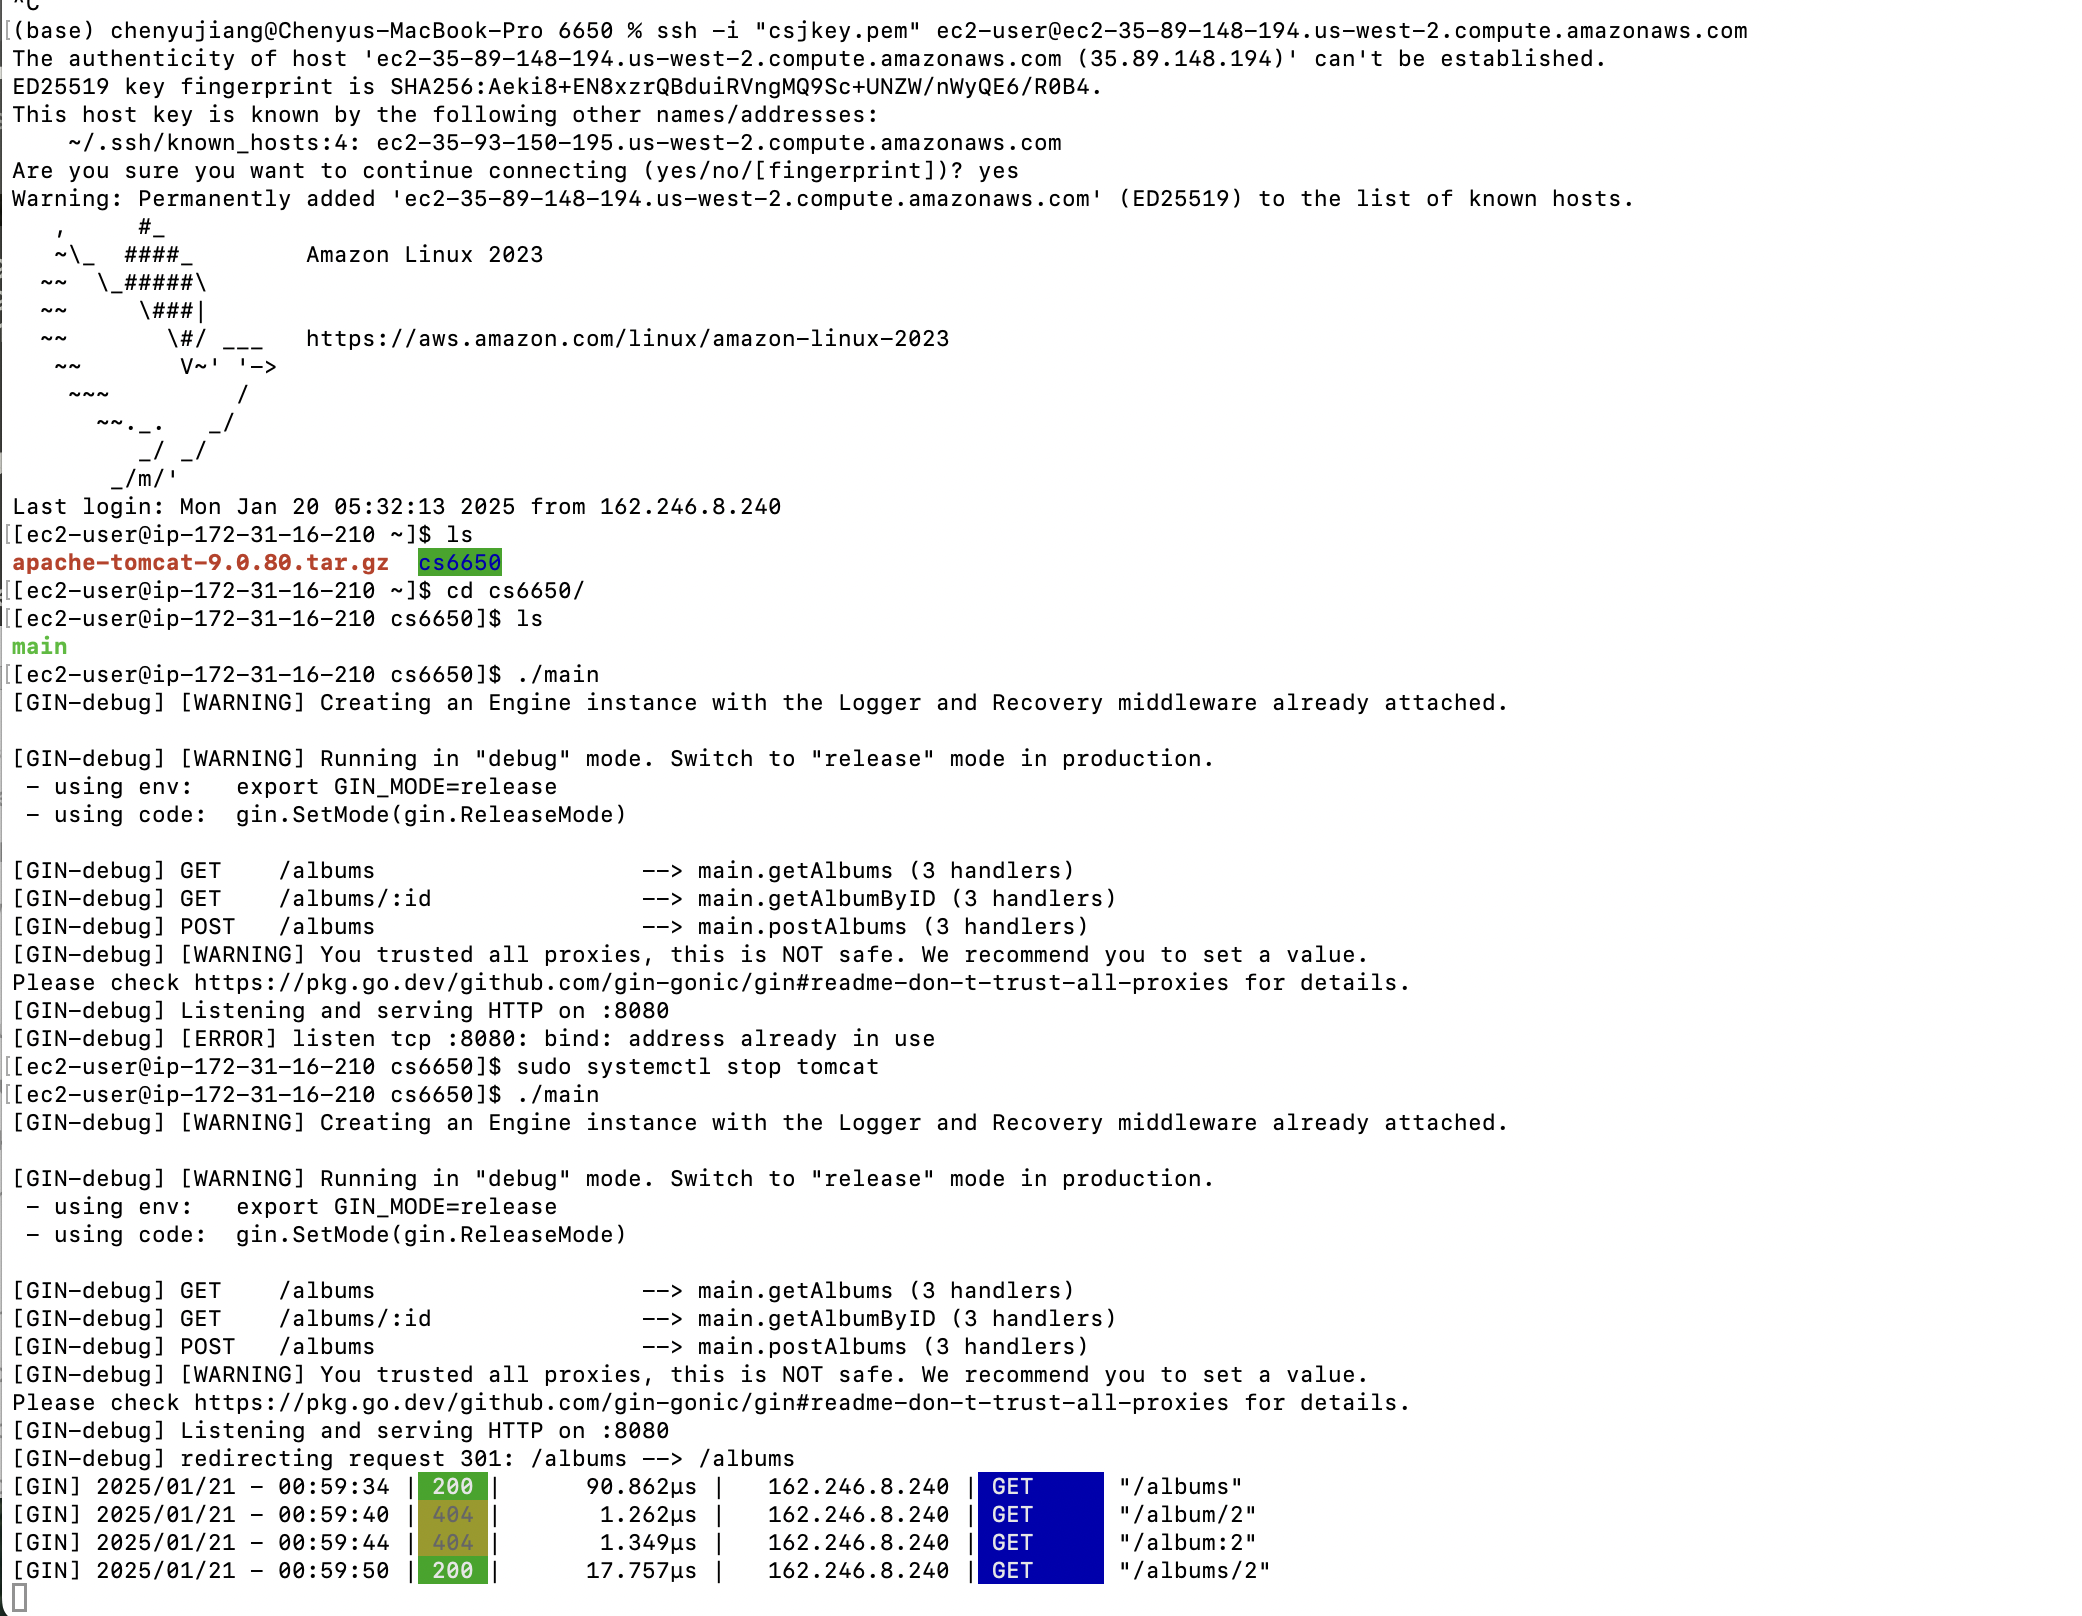 ^C
(base) chenyujiang@Chenyus-MacBook-Pro 6650 % ssh -i "csjkey.pem" ec2-user@ec2-35-89-148-194.us-west-2.compute.amazonaws.com
The authenticity of host 'ec2-35-89-148-194.us-west-2.compute.amazonaws.com (35.89.148.194)' can't be established.
ED25519 key fingerprint is SHA256:Aeki8+EN8xzrQBduiRVngMQ9Sc+UNZW/nWyQE6/R0B4.
This host key is known by the following other names/addresses:
    ~/.ssh/known_hosts:4: ec2-35-93-150-195.us-west-2.compute.amazonaws.com
Are you sure you want to continue connecting (yes/no/[fingerprint])? yes
Warning: Permanently added 'ec2-35-89-148-194.us-west-2.compute.amazonaws.com' (ED25519) to the list of known hosts.
   ,     #_
   ~\_  ####_        Amazon Linux 2023
  ~~  \_#####\
  ~~     \###|
  ~~       \#/ ___   https://aws.amazon.com/linux/amazon-linux-2023
   ~~       V~' '->
    ~~~         /
      ~~._.   _/
         _/ _/
       _/m/'
Last login: Mon Jan 20 05:32:13 2025 from 162.246.8.240
[[ec2-user@ip-172-31-16-210 ~]$ ls
apache-tomcat-9.0.80.tar.gz  cs6650
[[ec2-user@ip-172-31-16-210 ~]$ cd cs6650/
[[ec2-user@ip-172-31-16-210 cs6650]$ ls
main
[[ec2-user@ip-172-31-16-210 cs6650]$ ./main
[GIN-debug] [WARNING] Creating an Engine instance with the Logger and Recovery middleware already attached.

[GIN-debug] [WARNING] Running in "debug" mode. Switch to "release" mode in production.
 - using env:   export GIN_MODE=release
 - using code:  gin.SetMode(gin.ReleaseMode)

[GIN-debug] GET    /albums                   --> main.getAlbums (3 handlers)
[GIN-debug] GET    /albums/:id               --> main.getAlbumByID (3 handlers)
[GIN-debug] POST   /albums                   --> main.postAlbums (3 handlers)
[GIN-debug] [WARNING] You trusted all proxies, this is NOT safe. We recommend you to set a value.
Please check https://pkg.go.dev/github.com/gin-gonic/gin#readme-don-t-trust-all-proxies for details.
[GIN-debug] Listening and serving HTTP on :8080
[GIN-debug] [ERROR] listen tcp :8080: bind: address already in use
[[ec2-user@ip-172-31-16-210 cs6650]$ sudo systemctl stop tomcat
[[ec2-user@ip-172-31-16-210 cs6650]$ ./main
[GIN-debug] [WARNING] Creating an Engine instance with the Logger and Recovery middleware already attached.

[GIN-debug] [WARNING] Running in "debug" mode. Switch to "release" mode in production.
 - using env:   export GIN_MODE=release
 - using code:  gin.SetMode(gin.ReleaseMode)

[GIN-debug] GET    /albums                   --> main.getAlbums (3 handlers)
[GIN-debug] GET    /albums/:id               --> main.getAlbumByID (3 handlers)
[GIN-debug] POST   /albums                   --> main.postAlbums (3 handlers)
[GIN-debug] [WARNING] You trusted all proxies, this is NOT safe. We recommend you to set a value.
Please check https://pkg.go.dev/github.com/gin-gonic/gin#readme-don-t-trust-all-proxies for details.
[GIN-debug] Listening and serving HTTP on :8080
[GIN-debug] redirecting request 301: /albums --> /albums
[GIN] 2025/01/21 - 00:59:34 | 200 |      90.862µs |   162.246.8.240 | GET      "/albums"
[GIN] 2025/01/21 - 00:59:40 | 404 |       1.262µs |   162.246.8.240 | GET      "/album/2"
[GIN] 2025/01/21 - 00:59:44 | 404 |       1.349µs |   162.246.8.240 | GET      "/album:2"
[GIN] 2025/01/21 - 00:59:50 | 200 |      17.757µs |   162.246.8.240 | GET      "/albums/2"